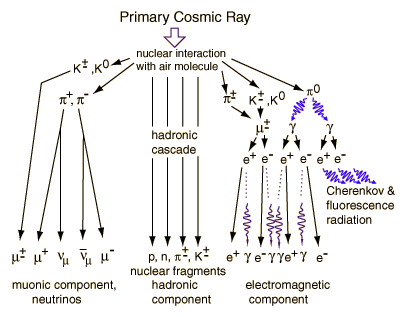 Primary Cosmic Ray
nuclear interaction
with air molecule
K±,K0
π+, π-
π±
K±,K0
π0
hadronic
cascade
μ±
γ
γ
e+ e- e+ e- e+ e-
Cherenkov &
fluorescence
radiation
μ± μ+ νμ ν̄μ μ-
p, n, π±, K±
e+ γ e- γ γ e+ γ e-
muonic component,
neutrinos
nuclear fragments
hadronic
component
electromagnetic
component